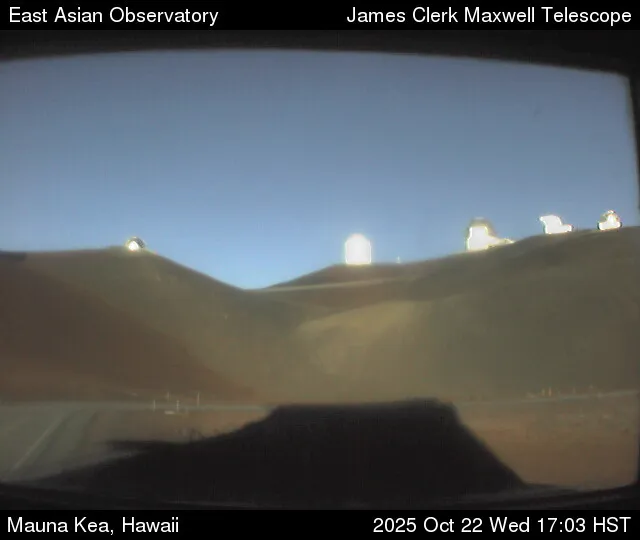 East Asian Observatory
James Clerk Maxwell Telescope
Mauna Kea, Hawaii
2025 Oct 22 Wed 17:03 HST